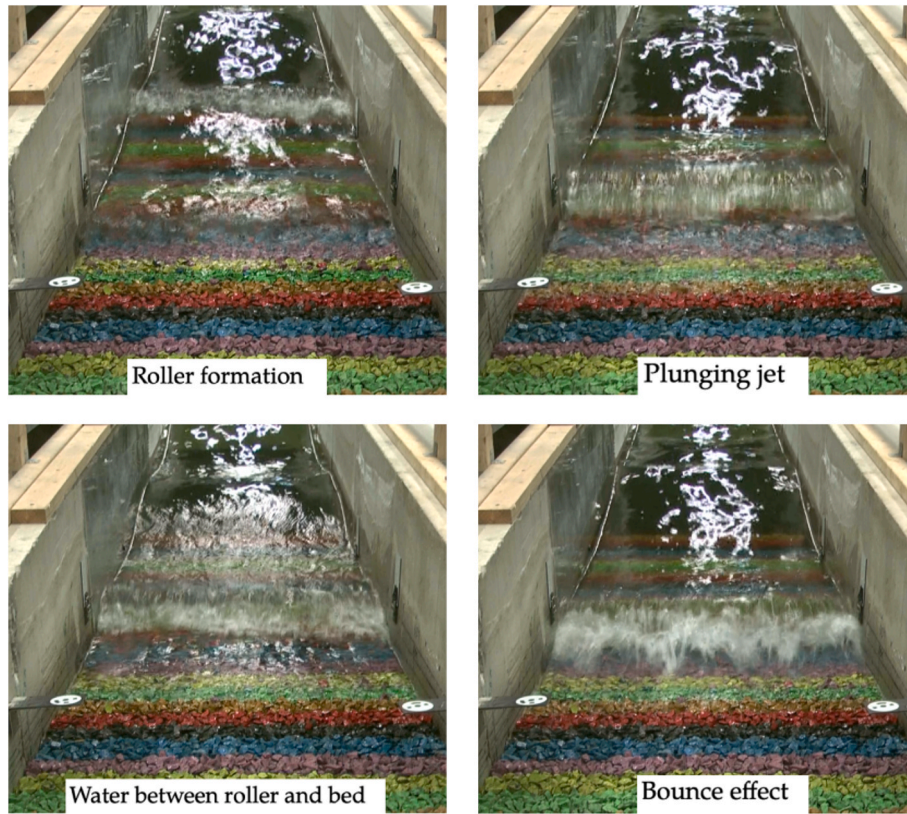 Roller formation
Plunging jet
Water between roller and bed
Bounce effect